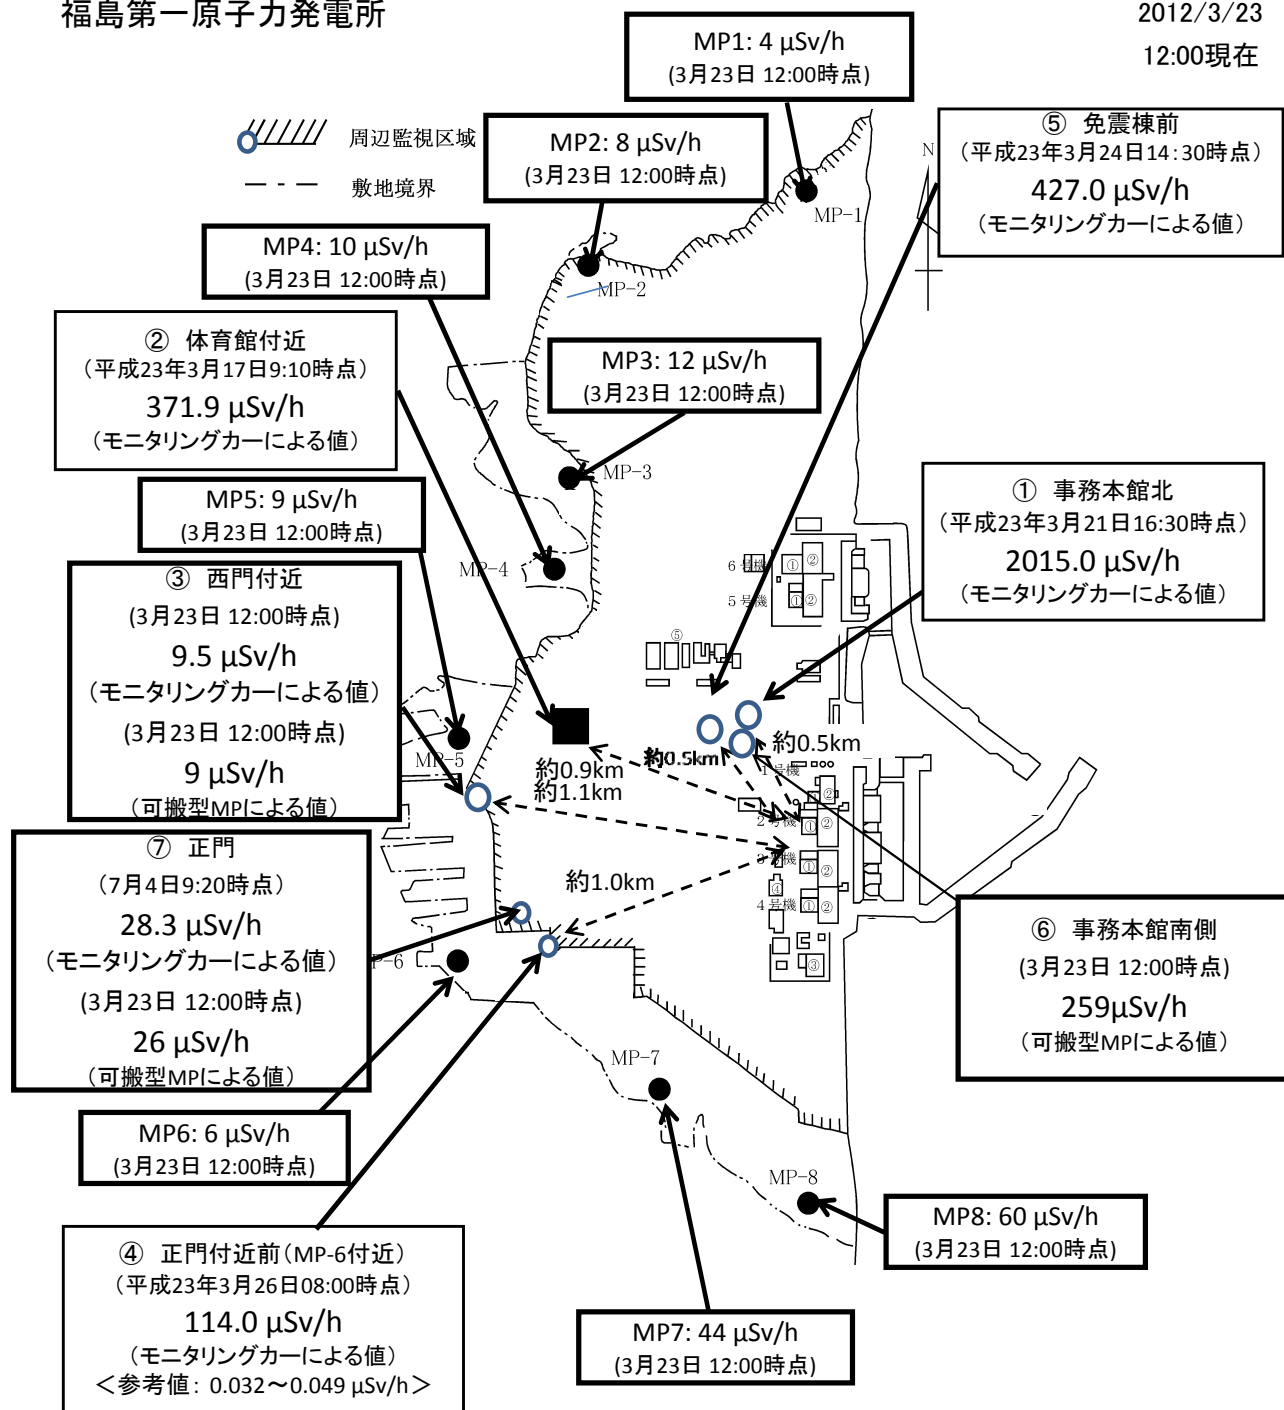 福島第一原子力発電所
2012/3/23
12:00現在
周辺監視区域
敷地境界
N
MP1: 4 μSv/h
(3月23日 12:00時点)
MP2: 8 μSv/h
(3月23日 12:00時点)
⑤ 免震棟前
(平成23年3月24日14:30時点)
427.0 μSv/h
(モニタリングカーによる値)
MP-1
MP4: 10 μSv/h
(3月23日 12:00時点)
MP-2
② 体育館付近
(平成23年3月17日9:10時点)
371.9 μSv/h
(モニタリングカーによる値)
MP3: 12 μSv/h
(3月23日 12:00時点)
MP-3
MP5: 9 μSv/h
(3月23日 12:00時点)
① 事務本館北
(平成23年3月21日16:30時点)
2015.0 μSv/h
(モニタリングカーによる値)
MP-4
6号機
①
②
5号機
①
②
⑤
③ 西門付近
(3月23日 12:00時点)
9.5 μSv/h
(モニタリングカーによる値)
(3月23日 12:00時点)
9 μSv/h
(可搬型MPによる値)
MP-5
約0.9km
約1.1km
約0.5km
約0.5km
1号機
①
②
2号機
①
②
3号機
①
②
④
4号機
①
②
③
約1.0km
⑦ 正門
(7月4日9:20時点)
28.3 μSv/h
(モニタリングカーによる値)
(3月23日 12:00時点)
26 μSv/h
(可搬型MPによる値)
P-6
⑥ 事務本館南側
(3月23日 12:00時点)
259μSv/h
(可搬型MPによる値)
MP-7
MP6: 6 μSv/h
(3月23日 12:00時点)
MP-8
④ 正門付近前(MP-6付近)
(平成23年3月26日08:00時点)
114.0 μSv/h
(モニタリングカーによる値)
<参考値: 0.032～0.049 μSv/h>
MP8: 60 μSv/h
(3月23日 12:00時点)
MP7: 44 μSv/h
(3月23日 12:00時点)